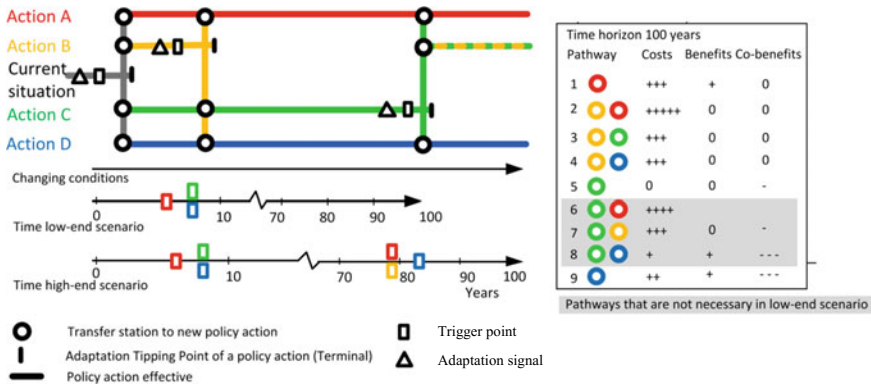 Action A
Action B
Current
situation
Action C
Action D
Changing conditions
0 10 70 80 90 100
Time low-end scenario
0 10 70 80 90 100
Time high-end scenario
Years
Transfer station to new policy action
Adaptation Tipping Point of a policy action (Terminal)
Policy action effective
Trigger point
Adaptation signal
Time horizon 100 years
Pathway Costs Benefits Co-benefits
1 +++ + 0
2 +++++ 0 0
3 +++ 0 0
4 +++ 0 0
5 0 0 -
6 ++++
7 +++ 0 -
8 + + - - -
9 ++ + - - -
Pathways that are not necessary in low-end scenario